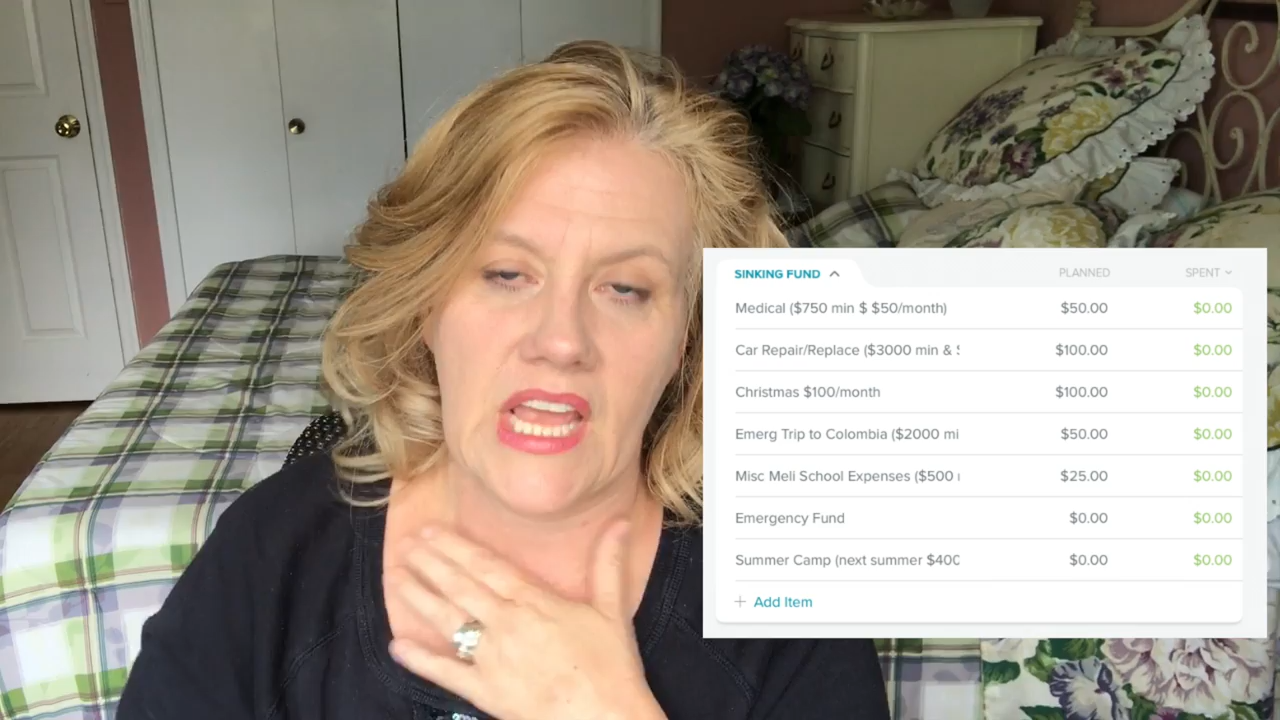 SINKING FUND PLANNED SPENT
Medical ($750 min $ $50/month) $50.00 $0.00
Car Repair/Replace ($3000 min & $100.00 $0.00
Christmas $100/month $100.00 $0.00
Emerg Trip to Colombia ($2000 mi $50.00 $0.00
Misc Meli School Expenses ($500 $25.00 $0.00
Emergency Fund $0.00 $0.00
Summer Camp (next summer $400 $0.00 $0.00
+ Add Item